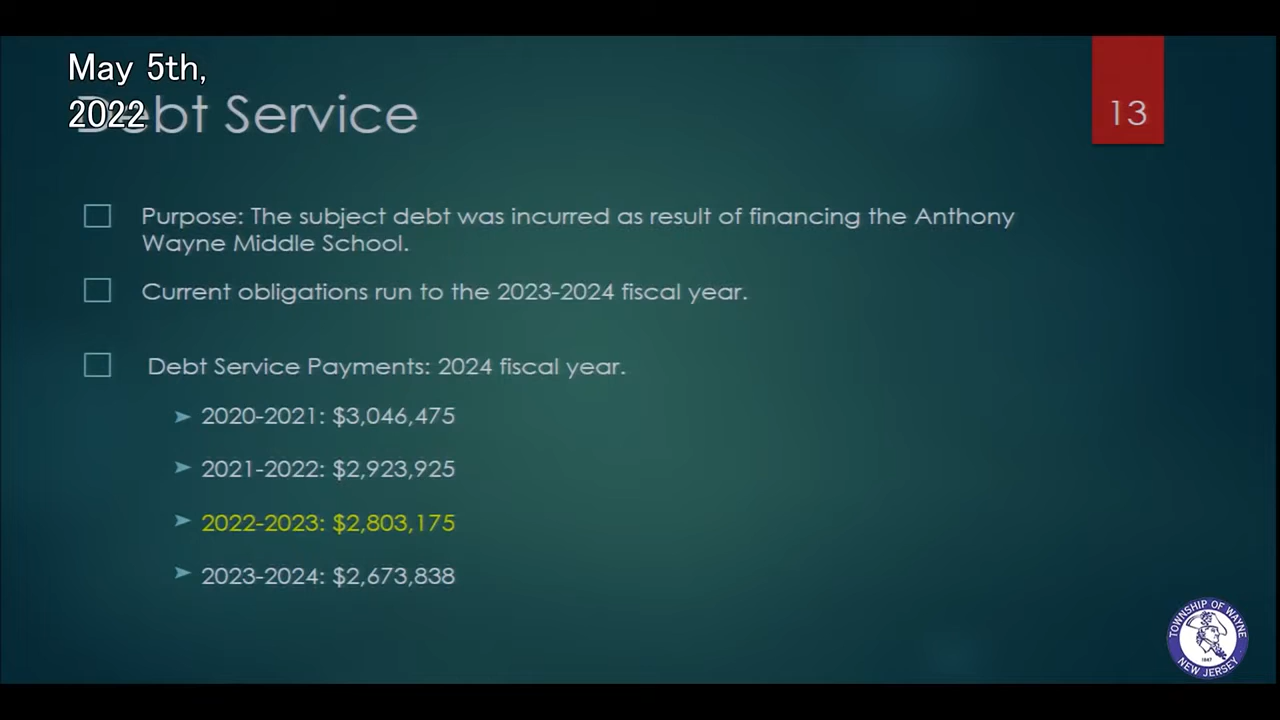 May 5th,
2022
Debt Service
13
Purpose: The subject debt was incurred as result of financing the Anthony
Wayne Middle School.
Current obligations run to the 2023-2024 fiscal year.
Debt Service Payments: 2024 fiscal year.
2020-2021: $3,046,475
2021-2022: $2,923,925
2022-2023: $2,803,175
2023-2024: $2,673,838
TOWNSHIP OF WAYNE
1847
NEW JERSEY